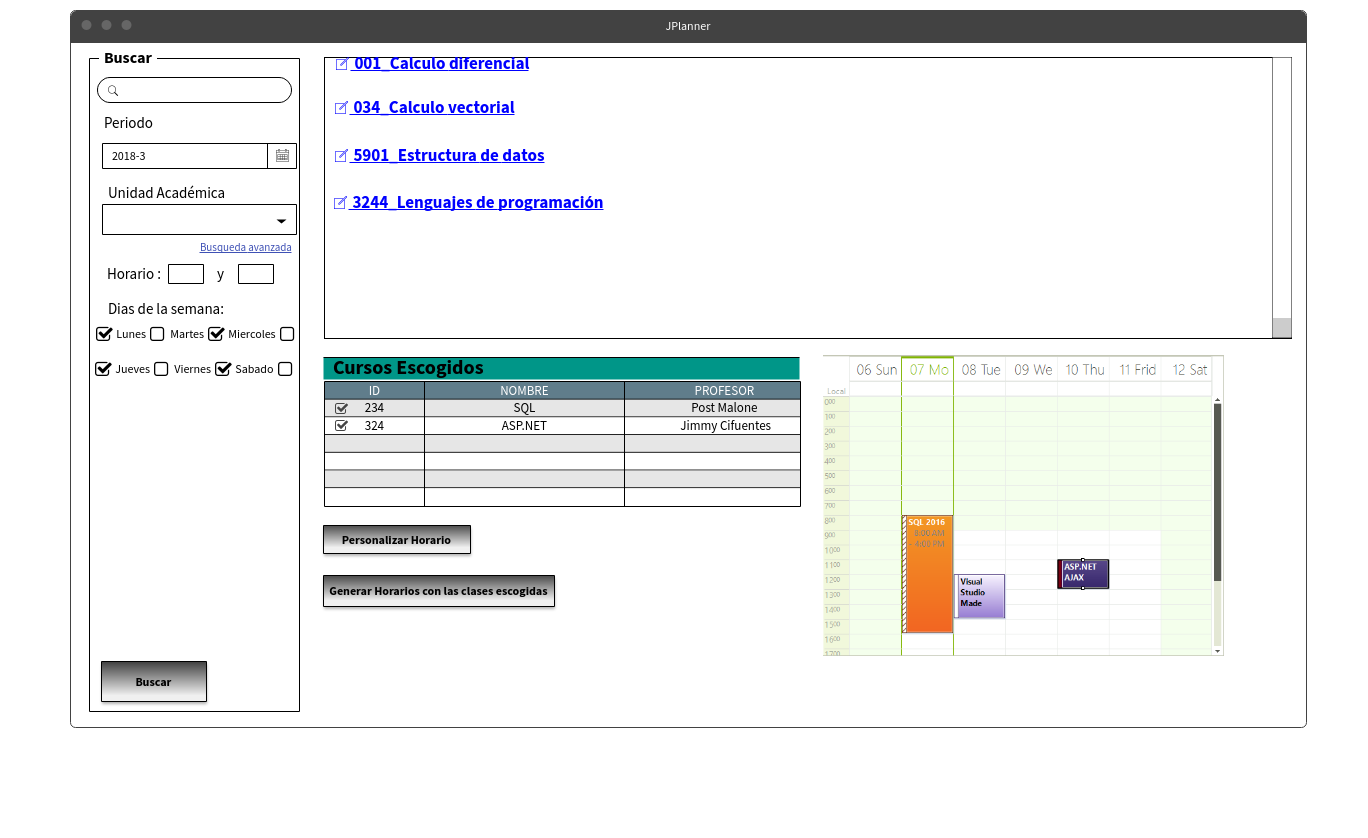 JPlanner
Buscar
Periodo
2018-3
Unidad Académica
Busqueda avanzada
Horario : y
Dias de la semana:
Lunes Martes Miercoles
Jueves Viernes Sabado
Buscar
001_Calculo diferencial
034_Calculo vectorial
5901_Estructura de datos
3244_Lenguajes de programación
Cursos Escogidos
ID NOMBRE PROFESOR
234 SQL Post Malone
324 ASP.NET Jimmy Cifuentes
Personalizar Horario
Generar Horarios con las clases escogidas
06 Sun 07 Mo 08 Tue 09 We 10 Thu 11 Frid 12 Sat
Local
000
100
200
300
400
500
600
700
800
900
1000
1100
1200
1300
1400
1500
1600
1700
SQL 2016
8:00 AM
- 4:00 PM
Visual
Studio
Made
ASP.NET
AJAX